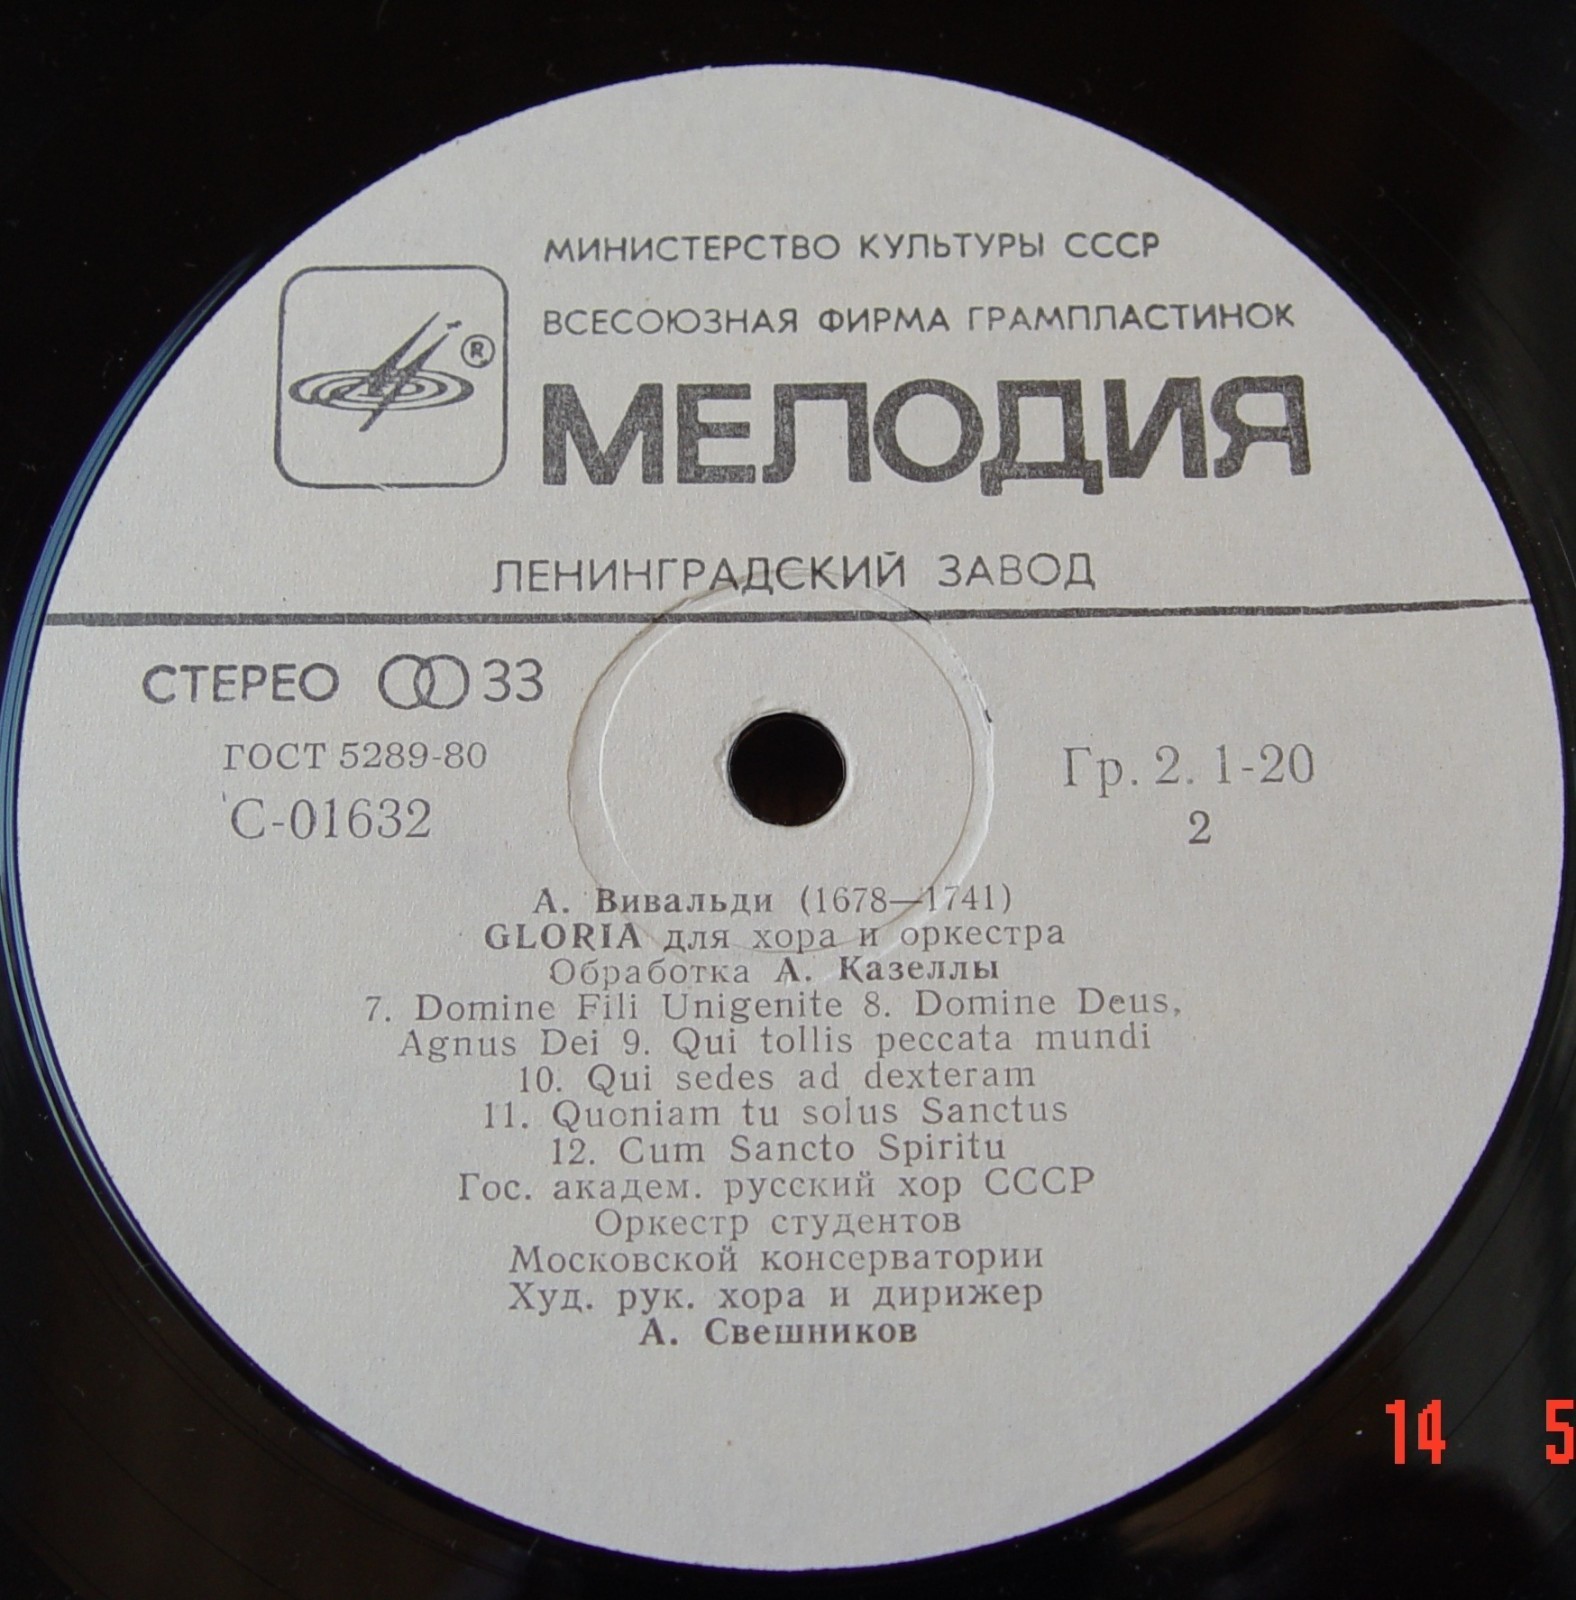 МИНИСТЕРСТВО КУЛЬТУРЫ СССР
ВСЕСОЮЗНАЯ ФИРМА ГРАМПЛАСТИНОК
®
МЕЛОДИЯ
ЛЕНИНГРАДСКИЙ ЗАВОД
СТЕРЕО 33
ГОСТ 5289-80
С-01632
Гр. 2. 1-20
2
А. Вивальди (1678—1741)
GLORIA для хора и оркестра
Обработка А. Казеллы
7. Domine Fili Unigenite 8. Domine Deus,
Agnus Dei 9. Qui tollis peccata mundi
10. Qui sedes ad dexteram
11. Quoniam tu solus Sanctus
12. Cum Sancto Spiritu
Гос. академ. русский хор СССР
Оркестр студентов
Московской консерватории
Худ. рук. хора и дирижер
А. Свешников
14 5